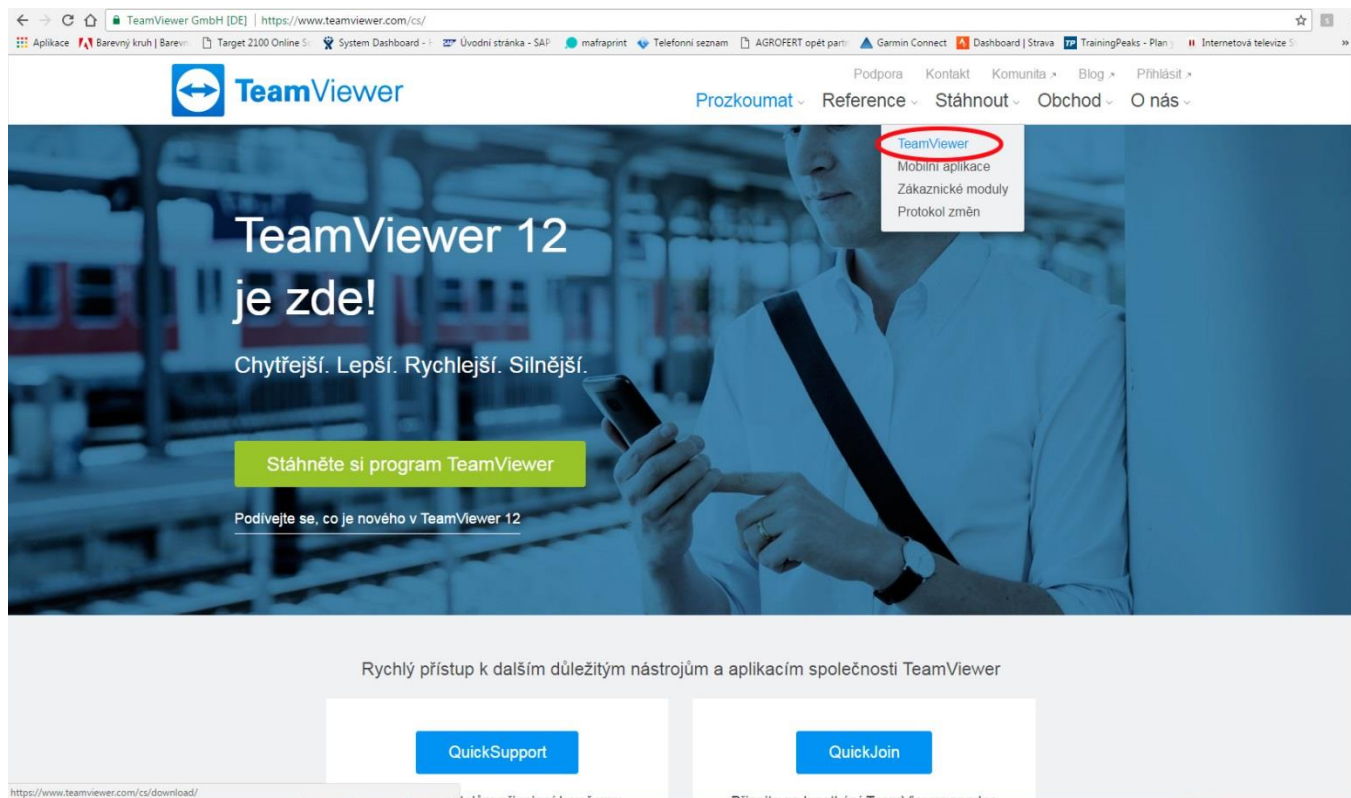 TeamViewer GmbH [DE] | https://www.teamviewer.com/cs/
Aplikace Barevný kruh | Barevn Target 2100 Online Sc System Dashboard - Úvodní stránka - SAP mafraprint Telefonní seznam AGROFERT opět partn Garmin Connect Dashboard | Strava TrainingPeaks - Plan Internetová televize »
Podpora Kontakt Komunita Blog Přihlásit
TeamViewer
Prozkoumat Reference Stáhnout Obchod O nás
TeamViewer
Mobilní aplikace
Zákaznické moduly
Protokol změn
TeamViewer 12
je zde!
Chytřejší. Lepší. Rychlejší. Silnější.
Stáhněte si program TeamViewer
Podívejte se, co je nového v TeamViewer 12
Rychlý přístup k dalším důležitým nástrojům a aplikacím společnosti TeamViewer
QuickSupport
QuickJoin
https://www.teamviewer.com/cs/download/